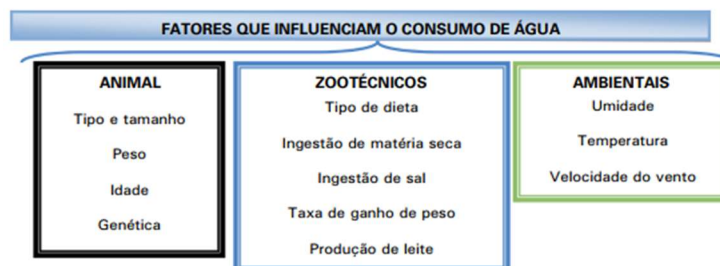 FATORES QUE INFLUENCIAM O CONSUMO DE ÁGUA
ANIMAL
Tipo e tamanho
Peso
Idade
Genética
ZOOTÉCNICOS
Tipo de dieta
Ingestão de matéria seca
Ingestão de sal
Taxa de ganho de peso
Produção de leite
AMBIENTAIS
Umidade
Temperatura
Velocidade do vento